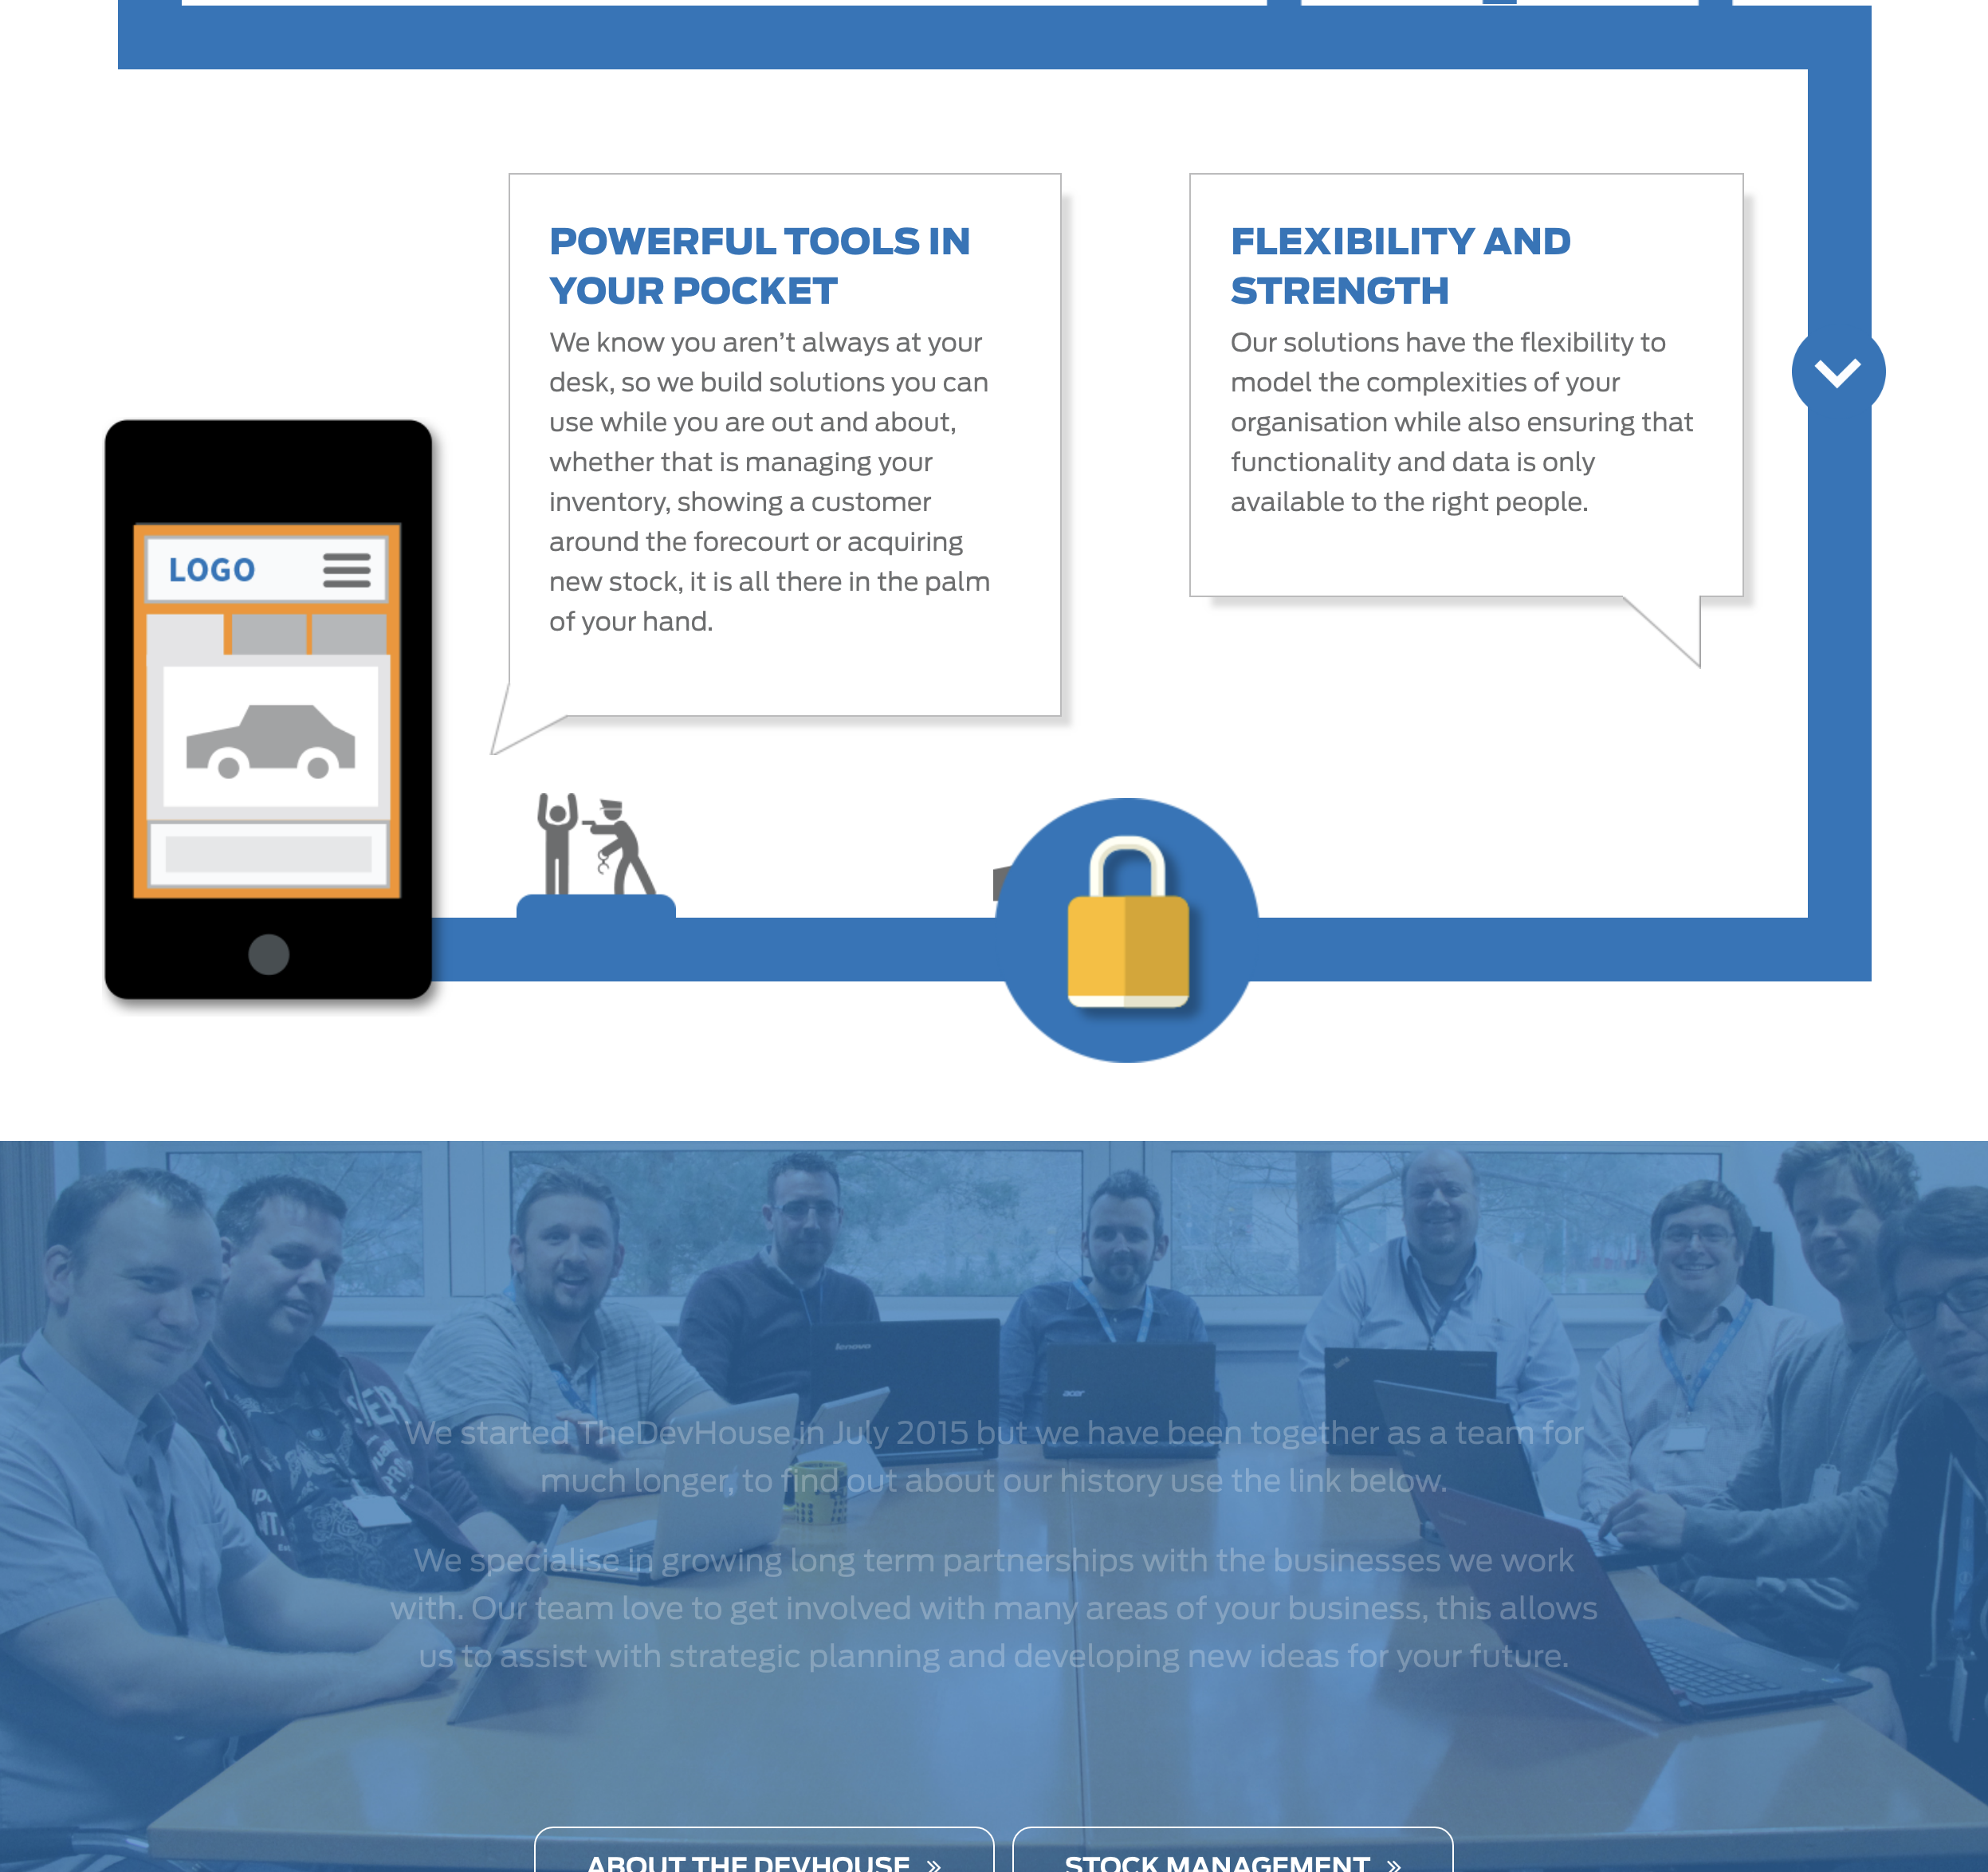 POWERFUL TOOLS IN
YOUR POCKET
We know you aren’t always at your
desk, so we build solutions you can
use while you are out and about,
whether that is managing your
inventory, showing a customer
around the forecourt or acquiring
new stock, it is all there in the palm
of your hand.
FLEXIBILITY AND
STRENGTH
Our solutions have the flexibility to
model the complexities of your
organisation while also ensuring that
functionality and data is only
available to the right people.
LOGO
lenovo
acer
We started TheDevHouse in July 2015 but we have been together as a team for
much longer, to find out about our history use the link below.
We specialise in growing long term partnerships with the businesses we work
with. Our team love to get involved with many areas of your business, this allows
us to assist with strategic planning and developing new ideas for your future.
ABOUT THE DEVHOUSE »
STOCK MANAGEMENT »